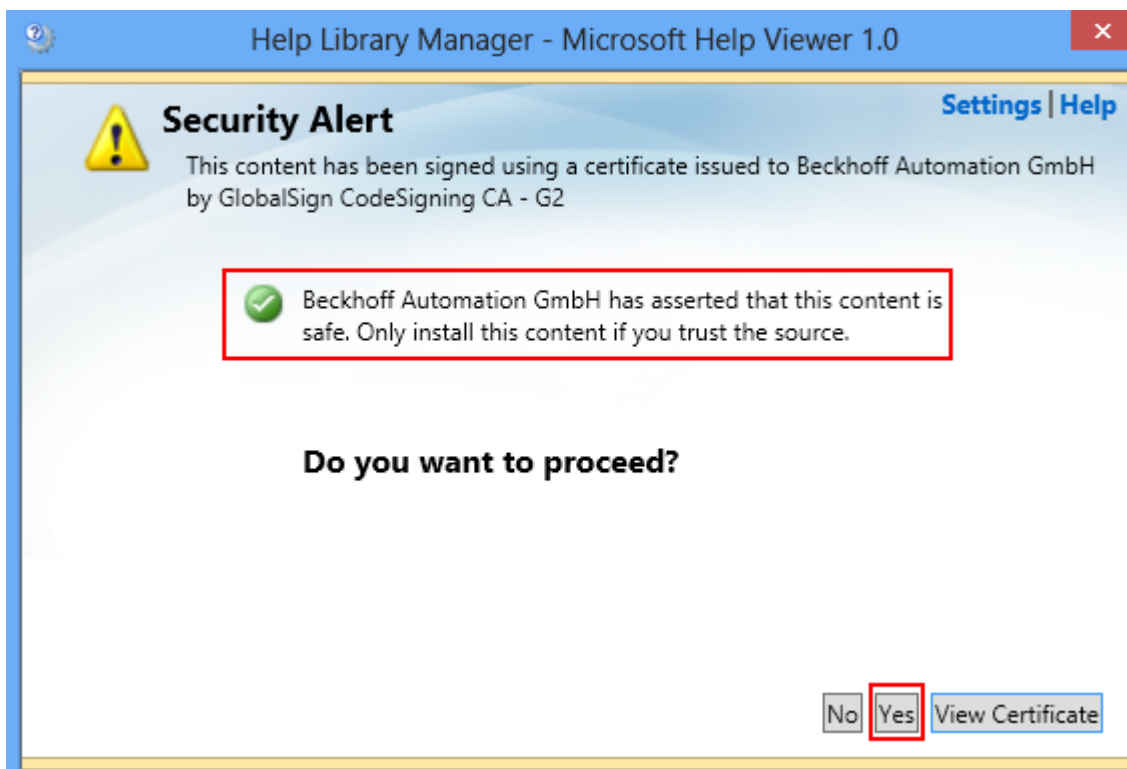 Help Library Manager - Microsoft Help Viewer 1.0
Settings | Help
Security Alert
This content has been signed using a certificate issued to Beckhoff Automation GmbH
by GlobalSign CodeSigning CA - G2
Beckhoff Automation GmbH has asserted that this content is
safe. Only install this content if you trust the source.
Do you want to proceed?
No Yes View Certificate